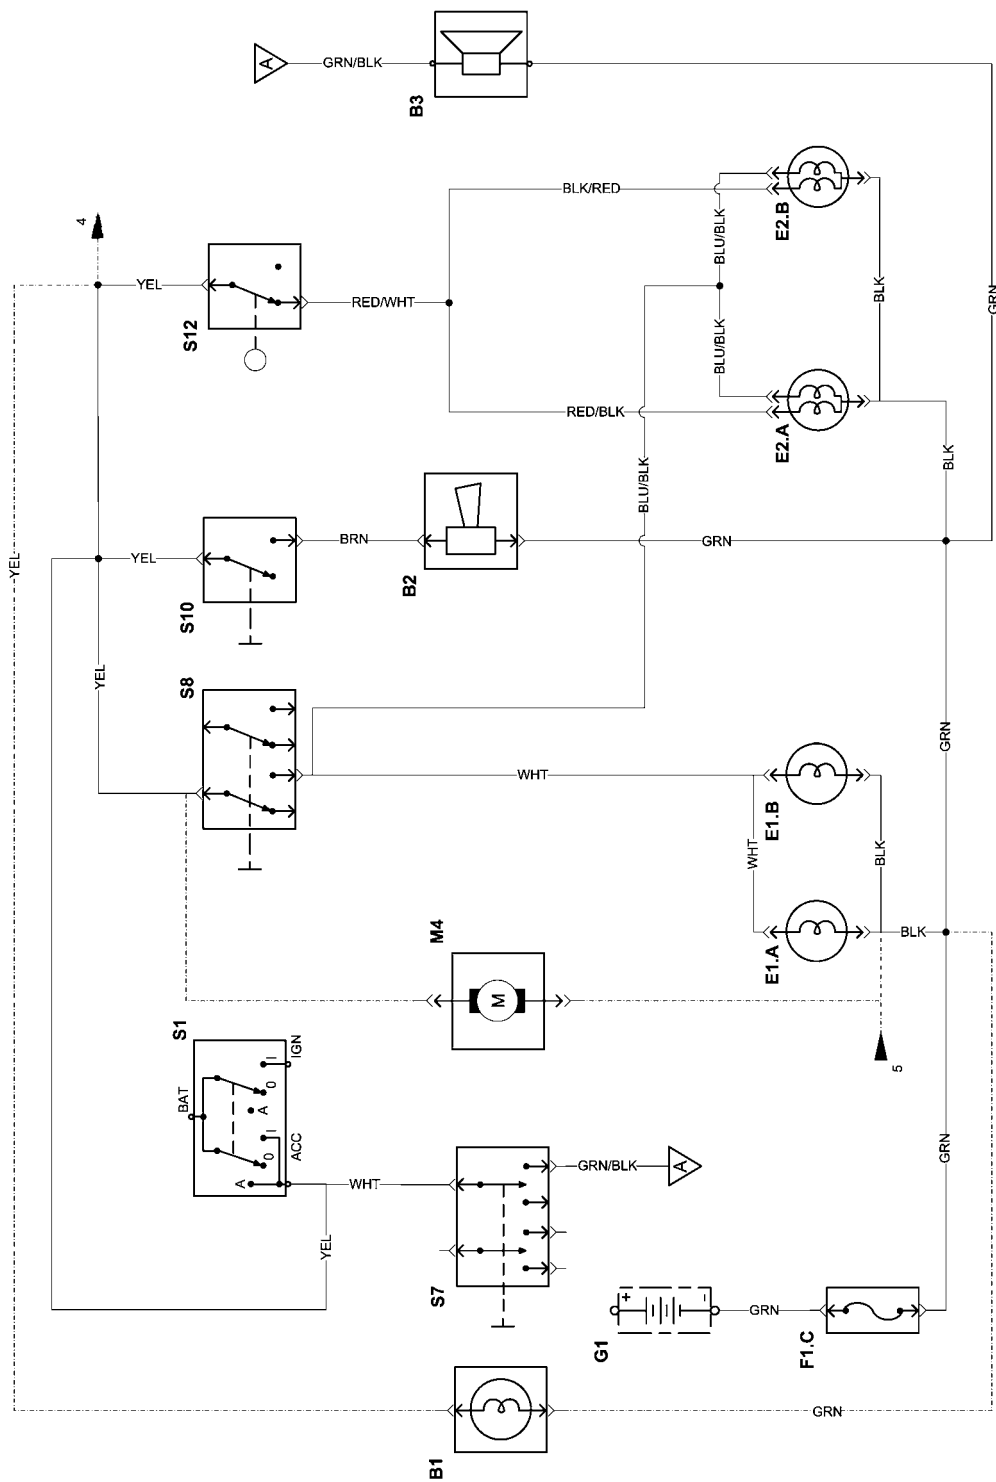 A
GRN/BLK
B3
4
YEL
S12
RED/WHT
BLK/RED
BLU/BLK
E2.B
BLU/BLK
BLK
GRN
RED/BLK
E2.A
BLU/BLK
BLK
YEL
YEL
S10
BRN
B2
GRN
YEL
S8
WHT
E1.B
WHT
BLK
GRN
M4
M
E1.A
BLK
S1
BAT
IGN
I
O
A
ACC
I
O
A
5
WHT
YEL
GRN/BLK
A
GRN
S7
+
-
G1
GRN
F1.C
B1
GRN